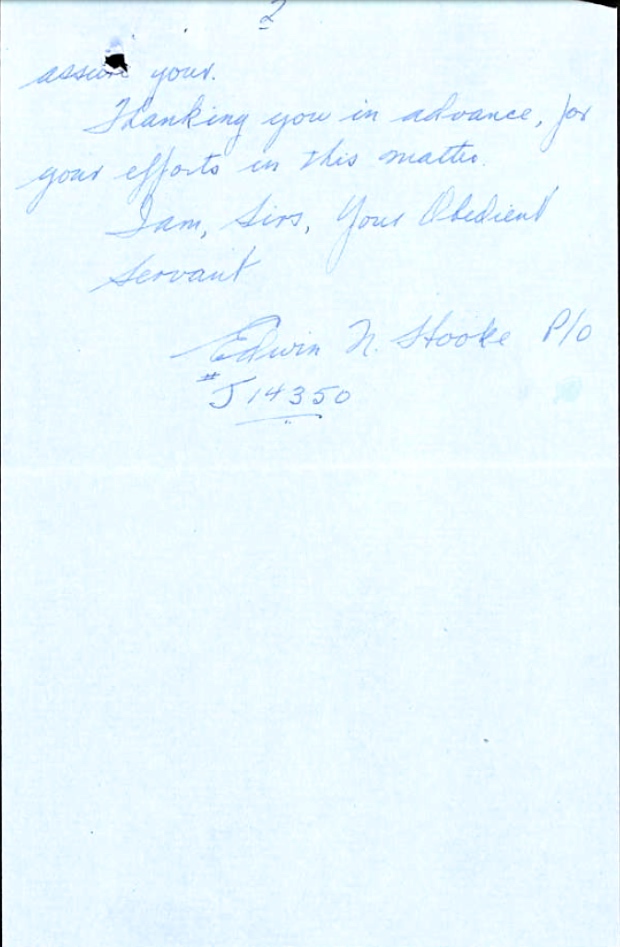 2
assure your.
Thanking you in advance, for
your efforts in this matter.
I am, Sirs, Your Obedient
Servant
Edwin N. Hooke P/O
# J14350